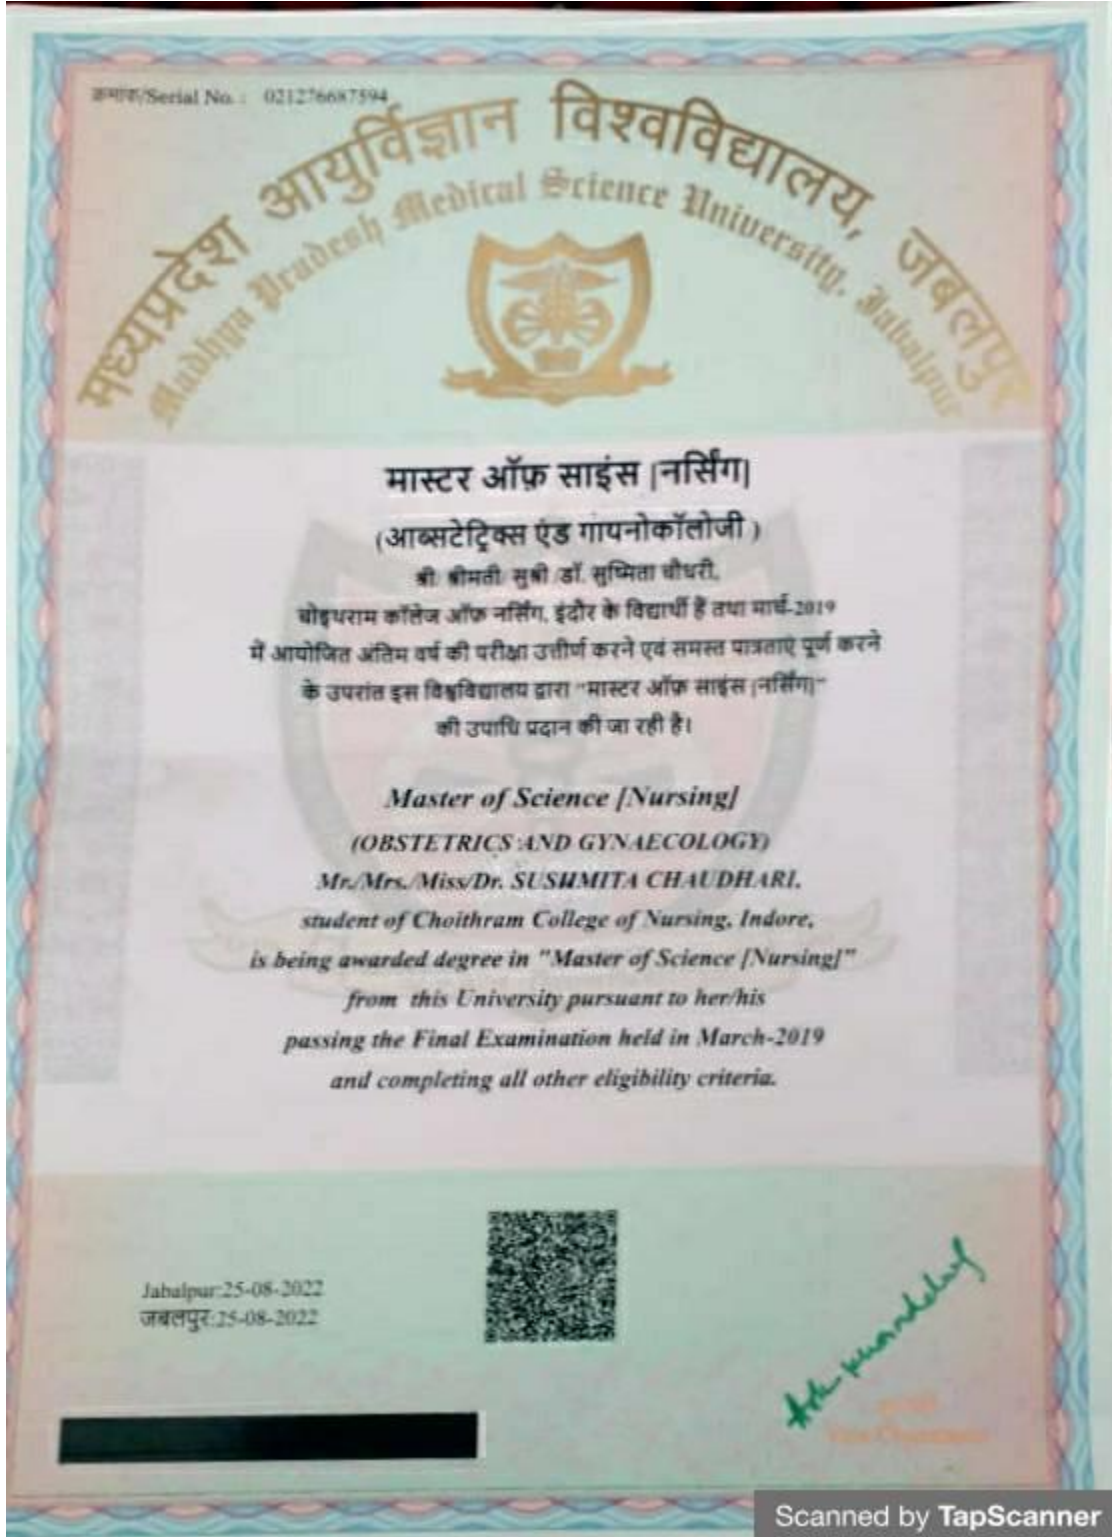 क्रमांक/Serial No. : 021276687594
मध्यप्रदेश आयुर्विज्ञान विश्वविद्यालय, जबलपुर
Madhya Pradesh Medical Science University, Jabalpur
मास्टर ऑफ़ साइंस [नर्सिंग]
(आब्सटेट्रिक्स एंड गायनोकॉलोजी )
श्री/ श्रीमती/ सुश्री /डॉ. सुष्मिता चौधरी,
चोइथराम कॉलेज ऑफ़ नर्सिंग, इंदौर के विद्यार्थी हैं तथा मार्च-2019
में आयोजित अंतिम वर्ष की परीक्षा उत्तीर्ण करने एवं समस्त पात्रताएं पूर्ण करने
के उपरांत इस विश्वविद्यालय द्वारा "मास्टर ऑफ़ साइंस [नर्सिंग]"
की उपाधि प्रदान की जा रही है।
Master of Science [Nursing]
(OBSTETRICS AND GYNAECOLOGY)
Mr./Mrs./Miss/Dr. SUSHMITA CHAUDHARI,
student of Choithram College of Nursing, Indore,
is being awarded degree in "Master of Science [Nursing]"
from this University pursuant to her/his
passing the Final Examination held in March-2019
and completing all other eligibility criteria.
Jabalpur:25-08-2022
जबलपुर:25-08-2022
Vice Chancellor
Scanned by TapScanner